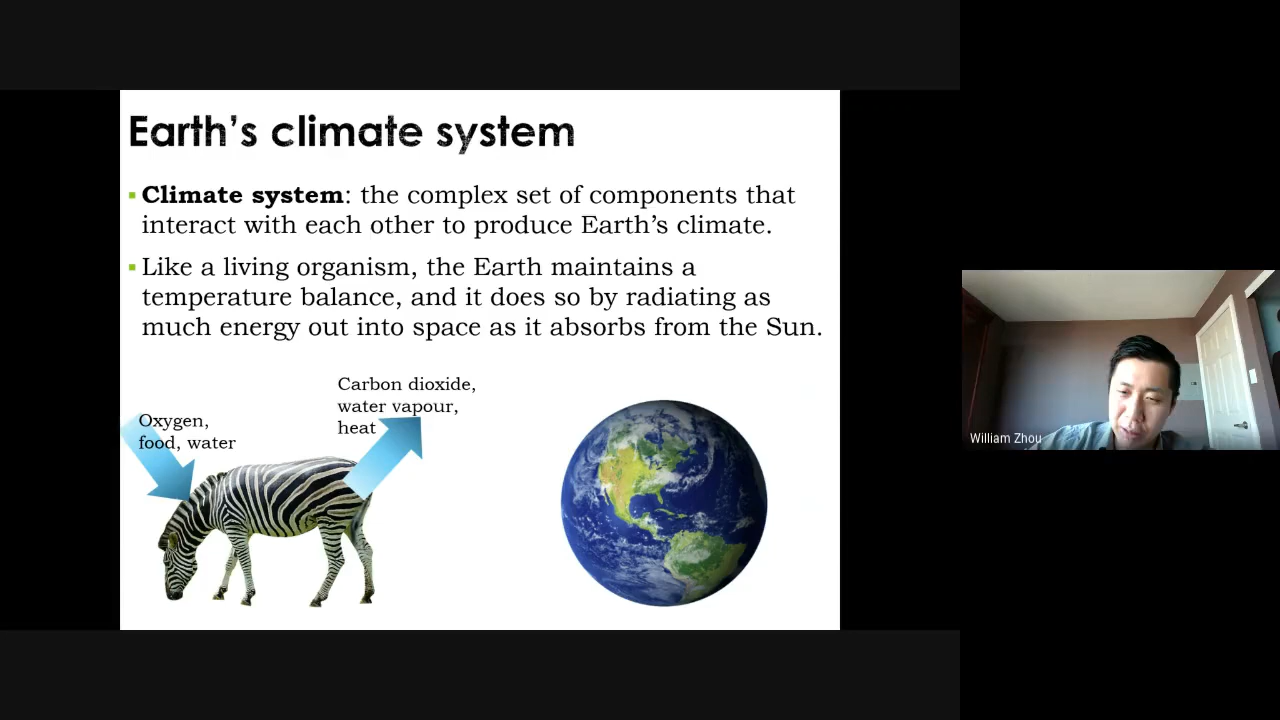 Earth’s climate system
▪ Climate system: the complex set of components that
interact with each other to produce Earth’s climate.
▪ Like a living organism, the Earth maintains a
temperature balance, and it does so by radiating as
much energy out into space as it absorbs from the Sun.
Carbon dioxide,
water vapour,
heat
Oxygen,
food, water
William Zhou